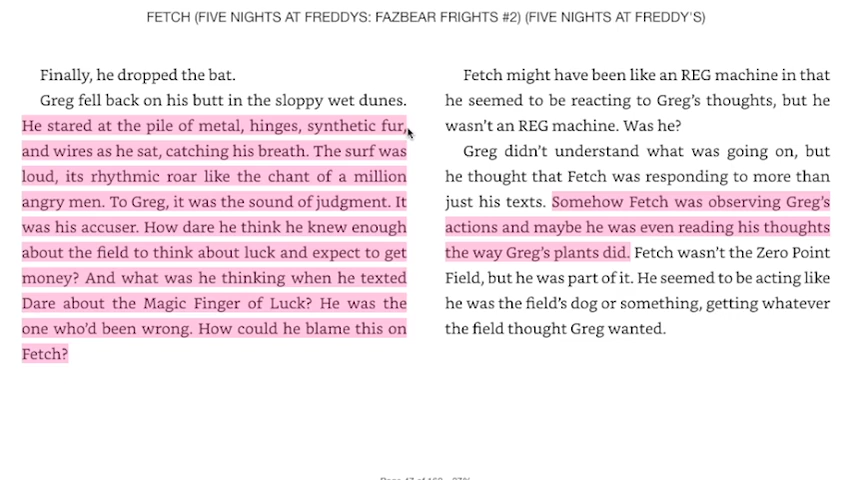 FETCH (FIVE NIGHTS AT FREDDYS: FAZBEAR FRIGHTS #2) (FIVE NIGHTS AT FREDDY'S)
Finally, he dropped the bat.
Greg fell back on his butt in the sloppy wet dunes.
He stared at the pile of metal, hinges, synthetic fur,
and wires as he sat, catching his breath. The surf was
loud, its rhythmic roar like the chant of a million
angry men. To Greg, it was the sound of judgment. It
was his accuser. How dare he think he knew enough
about the field to think about luck and expect to get
money? And what was he thinking when he texted
Dare about the Magic Finger of Luck? He was the
one who'd been wrong. How could he blame this on
Fetch?
Fetch might have been like an REG machine in that
he seemed to be reacting to Greg's thoughts, but he
wasn't an REG machine. Was he?
Greg didn't understand what was going on, but
he thought that Fetch was responding to more than
just his texts. Somehow Fetch was observing Greg's
actions and maybe he was even reading his thoughts
the way Greg's plants did. Fetch wasn't the Zero Point
Field, but he was part of it. He seemed to be acting like
he was the field's dog or something, getting whatever
the field thought Greg wanted.